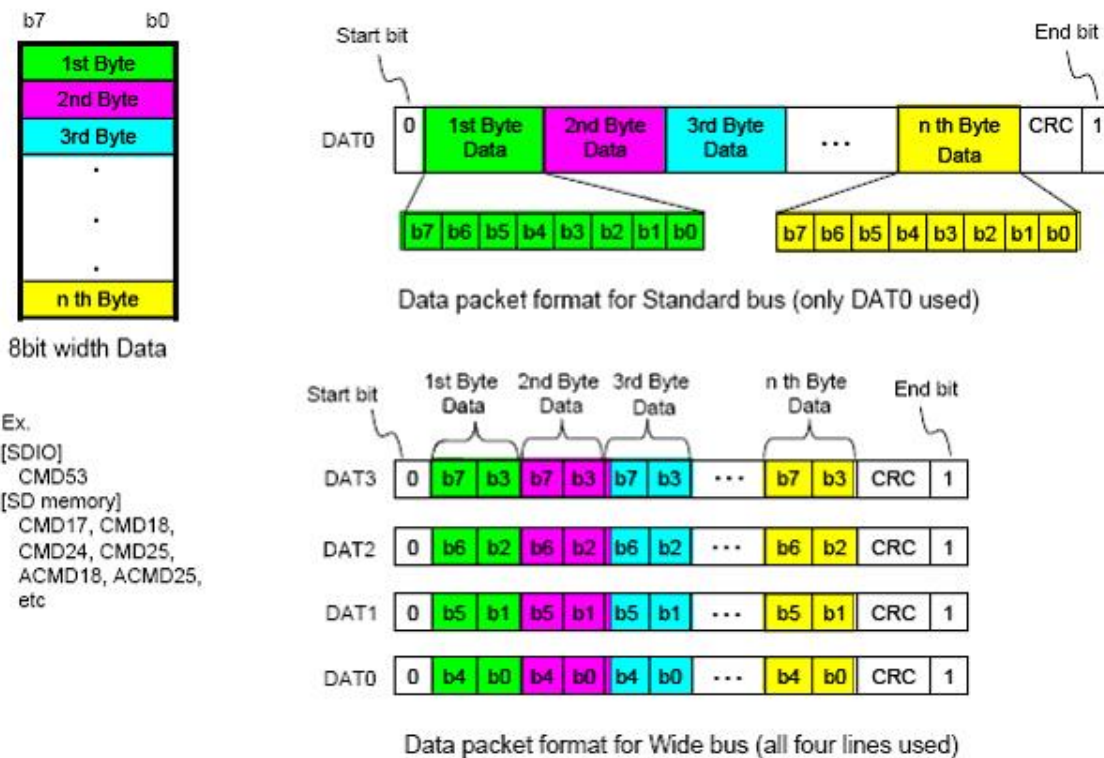 b7 b0
1st Byte
2nd Byte
3rd Byte
.
.
.
n th Byte
8bit width Data
Ex.
[SDIO]
CMD53
[SD memory]
CMD17, CMD18,
CMD24, CMD25,
ACMD18, ACMD25,
etc
Start bit End bit
DAT0 0 1st Byte Data 2nd Byte Data 3rd Byte Data ... n th Byte Data CRC 1
b7 b6 b5 b4 b3 b2 b1 b0 b7 b6 b5 b4 b3 b2 b1 b0
Data packet format for Standard bus (only DAT0 used)
Start bit 1st Byte Data 2nd Byte Data 3rd Byte Data n th Byte Data End bit
DAT3 0 b7 b3 b7 b3 b7 b3 ... b7 b3 CRC 1
DAT2 0 b6 b2 b6 b2 b6 b2 ... b6 b2 CRC 1
DAT1 0 b5 b1 b5 b1 b5 b1 ... b5 b1 CRC 1
DAT0 0 b4 b0 b4 b0 b4 b0 ... b4 b0 CRC 1
Data packet format for Wide bus (all four lines used)